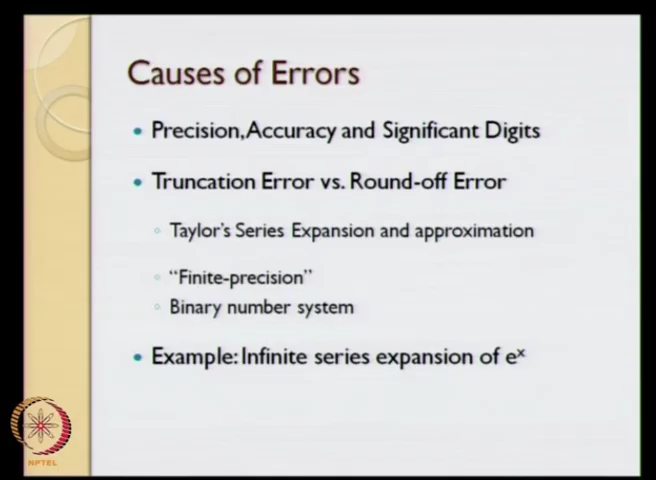 Causes of Errors
• Precision, Accuracy and Significant Digits
• Truncation Error vs. Round-off Error
◦ Taylor's Series Expansion and approximation
◦ “Finite-precision”
◦ Binary number system
• Example: Infinite series expansion of eˣ
NPTEL